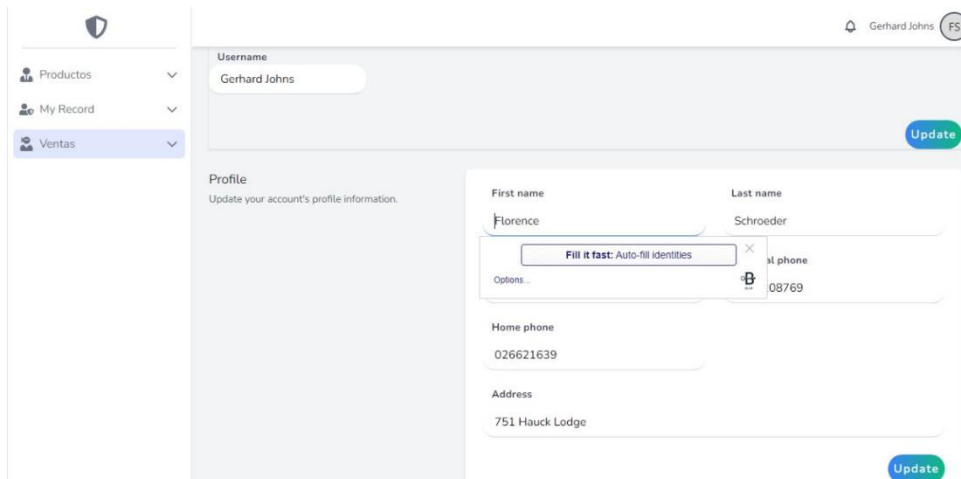 Gerhard Johns FS
Productos
My Record
Ventas
Username
Gerhard Johns
Update
Profile
Update your account's profile information.
First name Last name
Florence Schroeder
Fill it fast: Auto-fill identities
Options...
al phone
08769
Home phone
026621639
Address
751 Hauck Lodge
Update